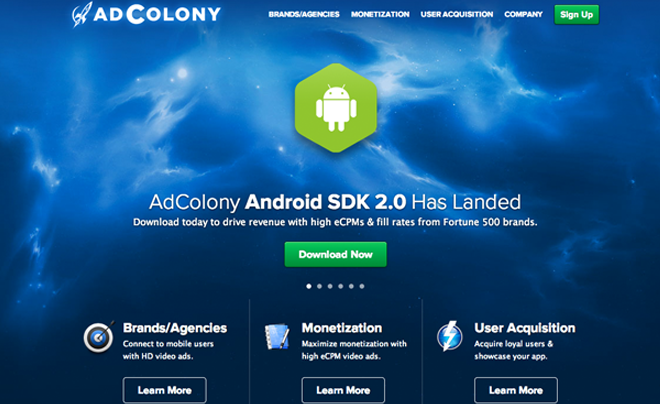 ADCOLONY
BRANDS/AGENCIES MONETIZATION USER ACQUISITION COMPANY Sign Up
AdColony Android SDK 2.0 Has Landed
Download today to drive revenue with high eCPMs & fill rates from Fortune 500 brands.
Download Now
Brands/Agencies
Connect to mobile users
with HD video ads.
Learn More
Monetization
Maximize monetization with
high eCPM video ads.
Learn More
User Acquisition
Acquire loyal users &
showcase your app.
Learn More